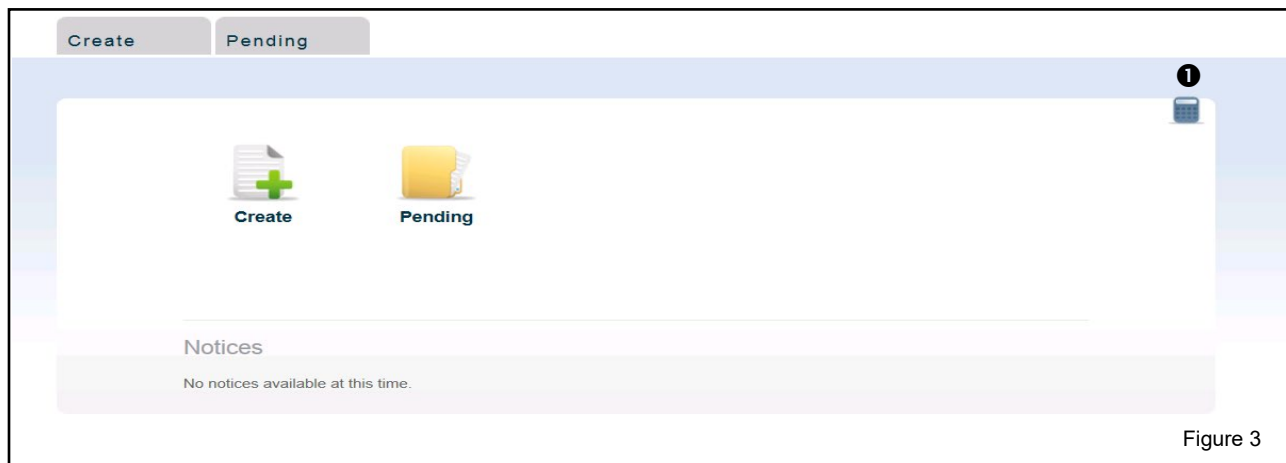 Create Pending
❶
Create Pending
Notices
No notices available at this time.
Figure 3